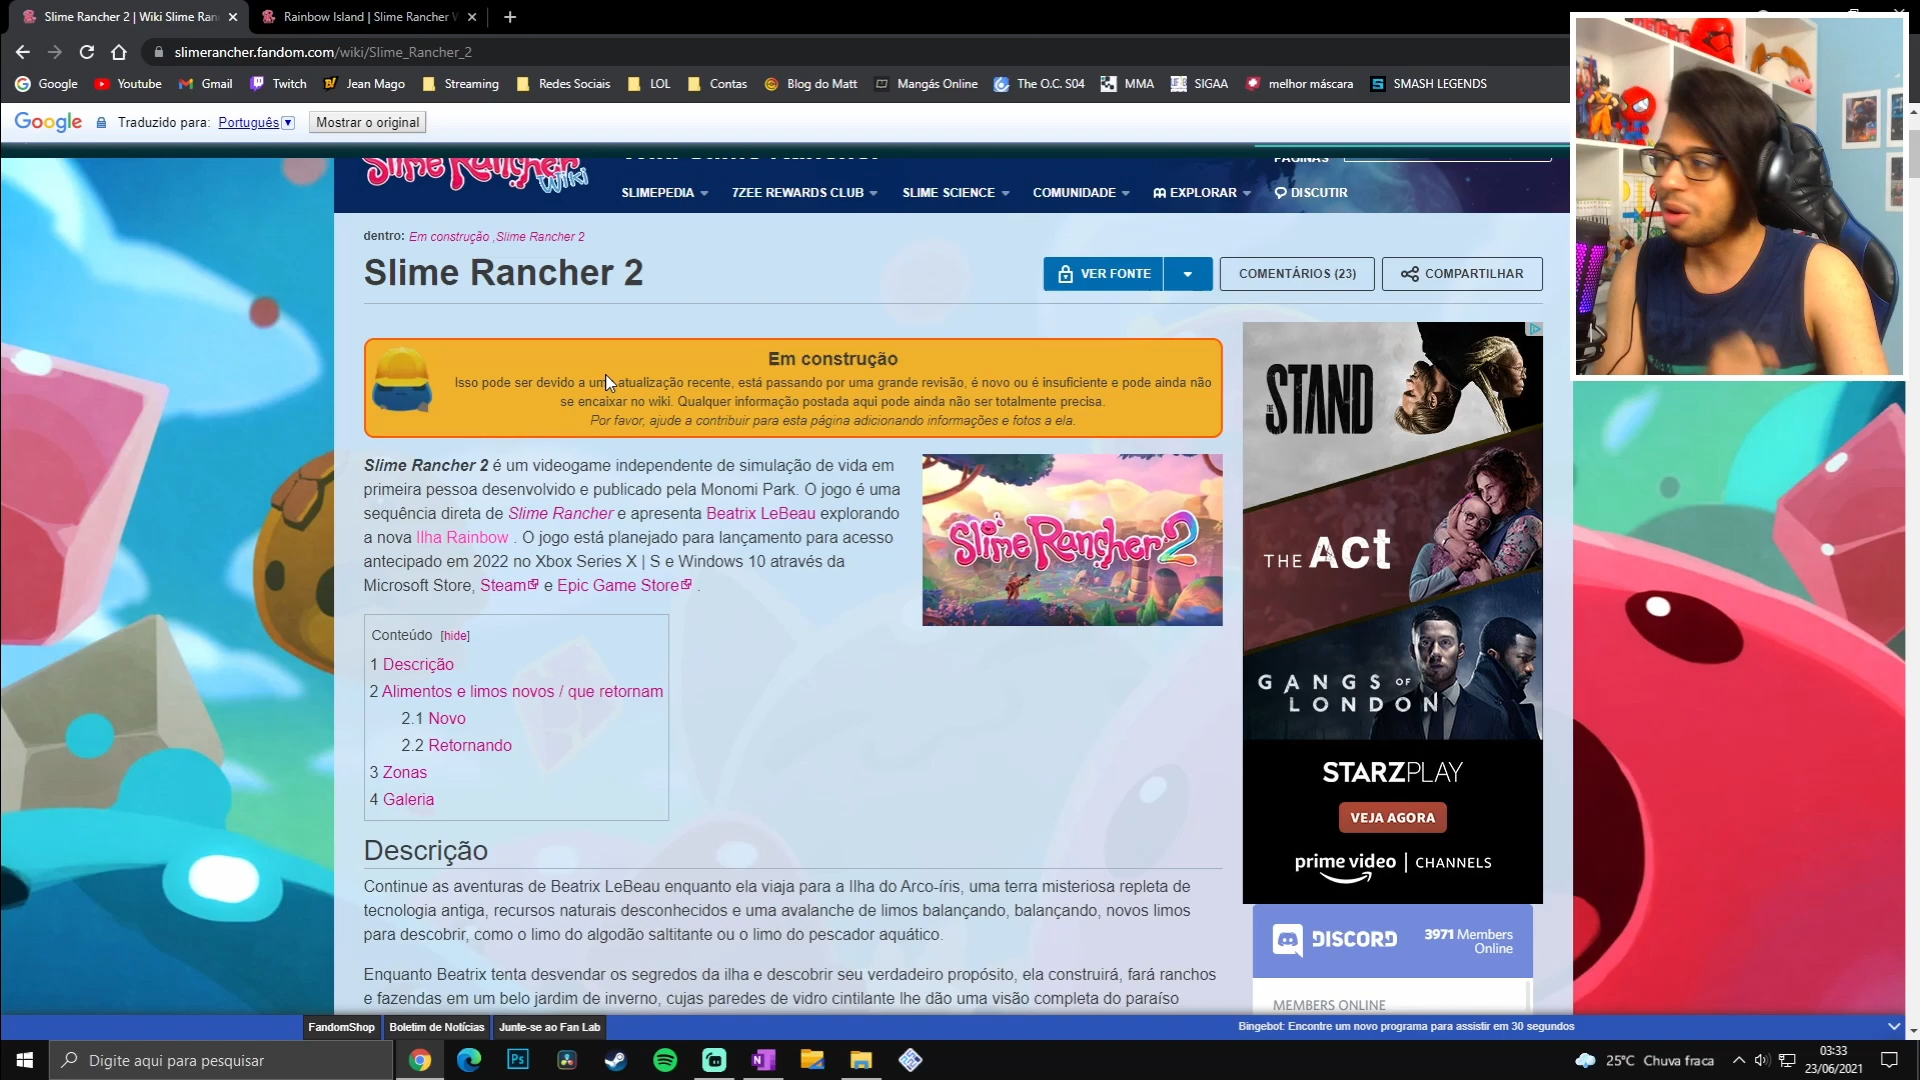 Slime Rancher 2 | Wiki Slime Ran
Rainbow Island | Slime Rancher W
slimerancher.fandom.com/wiki/Slime_Rancher_2
Google
Youtube
Gmail
Twitch
Jean Mago
Streaming
Redes Sociais
LOL
Contas
Blog do Matt
Mangás Online
The O.C. S04
MMA
SIGAA
melhor máscara
SMASH LEGENDS
Google
Traduzido para: Português
Mostrar o original
Slime Rancher
Wiki
PÁGINAS
SLIMEPEDIA
7ZEE REWARDS CLUB
SLIME SCIENCE
COMUNIDADE
EXPLORAR
DISCUTIR
dentro: Em construção ,Slime Rancher 2
Slime Rancher 2
VER FONTE
COMENTÁRIOS (23)
COMPARTILHAR
Em construção
Isso pode ser devido a uma atualização recente, está passando por uma grande revisão, é novo ou é insuficiente e pode ainda não
se encaixar no wiki. Qualquer informação postada aqui pode ainda não ser totalmente precisa.
Por favor, ajude a contribuir para esta página adicionando informações e fotos a ela.
Slime Rancher 2 é um videogame independente de simulação de vida em
primeira pessoa desenvolvido e publicado pela Monomi Park. O jogo é uma
sequência direta de Slime Rancher e apresenta Beatrix LeBeau explorando
a nova Ilha Rainbow . O jogo está planejado para lançamento para acesso
antecipado em 2022 no Xbox Series X | S e Windows 10 através da
Microsoft Store, Steam e Epic Game Store .
Slime Rancher 2
Conteúdo [hide]
1 Descrição
2 Alimentos e limos novos / que retornam
2.1 Novo
2.2 Retornando
3 Zonas
4 Galeria
Descrição
Continue as aventuras de Beatrix LeBeau enquanto ela viaja para a Ilha do Arco-íris, uma terra misteriosa repleta de
tecnologia antiga, recursos naturais desconhecidos e uma avalanche de limos balançando, balançando, novos limos
para descobrir, como o limo do algodão saltitante ou o limo do pescador aquático.
Enquanto Beatrix tenta desvendar os segredos da ilha e descobrir seu verdadeiro propósito, ela construirá, fará ranchos
e fazendas em um belo jardim de inverno, cujas paredes de vidro cintilante lhe dão uma visão completa do paraíso
THE STAND
THE ACT
GANGS OF
LONDON
STARZPLAY
VEJA AGORA
prime video | CHANNELS
DISCORD
3971 Members
Online
MEMBERS ONLINE
FandomShop
Boletim de Notícias
Junte-se ao Fan Lab
Bingebot: Encontre um novo programa para assistir em 30 segundos
Digite aqui para pesquisar
Ps
25°C Chuva fraca
03:33
23/06/2021